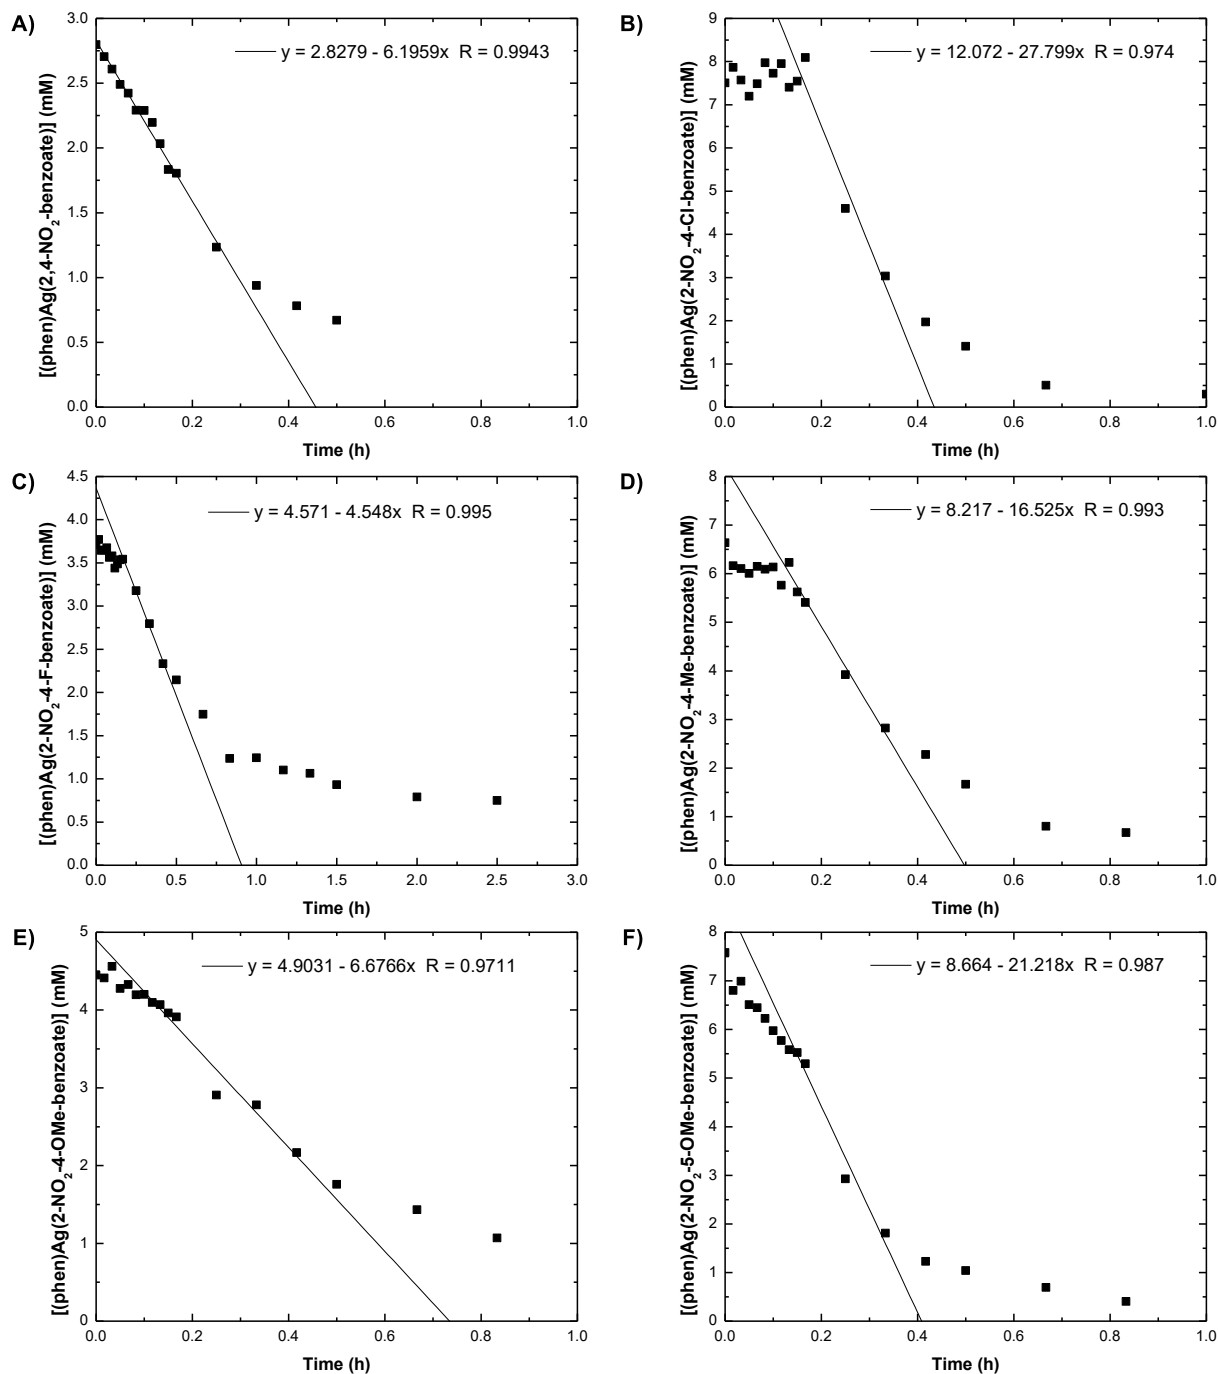 A)
[(phen)Ag(2,4-NO₂-benzoate)] (mM)
3.0
2.5
2.0
1.5
1.0
0.5
0.0
y = 2.8279 - 6.1959x R = 0.9943
0.0 0.2 0.4 0.6 0.8 1.0
Time (h)
B)
[(phen)Ag(2-NO₂-4-Cl-benzoate)] (mM)
9
8
7
6
5
4
3
2
1
0
y = 12.072 - 27.799x R = 0.974
0.0 0.2 0.4 0.6 0.8 1.0
Time (h)
C)
[(phen)Ag(2-NO₂-4-F-benzoate)] (mM)
4.5
4.0
3.5
3.0
2.5
2.0
1.5
1.0
0.5
0.0
y = 4.571 - 4.548x R = 0.995
0.0 0.5 1.0 1.5 2.0 2.5 3.0
Time (h)
D)
[(phen)Ag(2-NO₂-4-Me-benzoate)] (mM)
8
7
6
5
4
3
2
1
0
y = 8.217 - 16.525x R = 0.993
0.0 0.2 0.4 0.6 0.8 1.0
Time (h)
E)
[(phen)Ag(2-NO₂-4-OMe-benzoate)] (mM)
5
4
3
2
1
0
y = 4.9031 - 6.6766x R = 0.9711
0.0 0.2 0.4 0.6 0.8 1.0
Time (h)
F)
[(phen)Ag(2-NO₂-5-OMe-benzoate)] (mM)
8
7
6
5
4
3
2
1
0
y = 8.664 - 21.218x R = 0.987
0.0 0.2 0.4 0.6 0.8 1.0
Time (h)